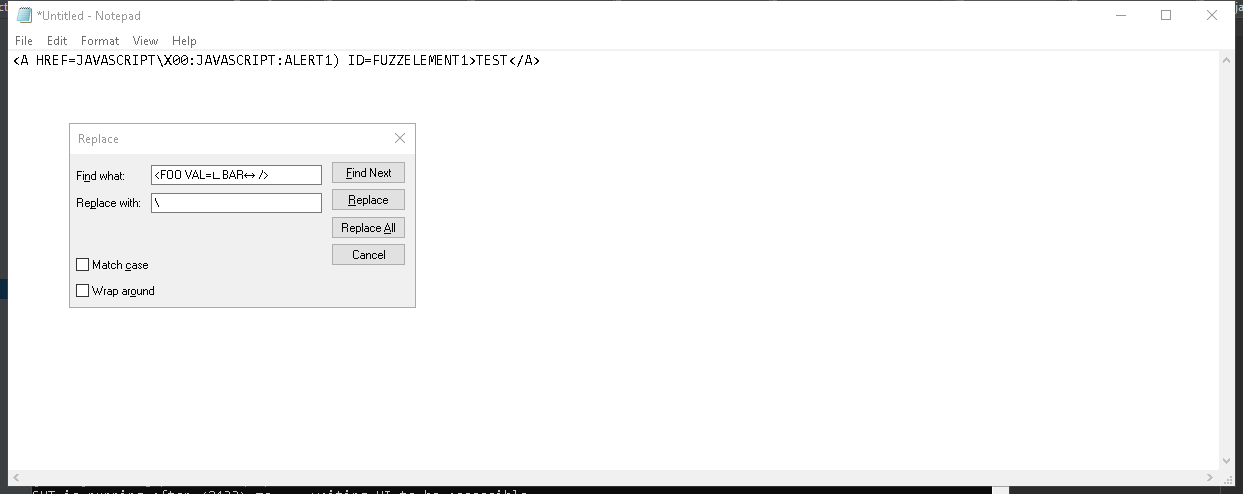 *Untitled - Notepad
File Edit Format View Help
<A HREF=JAVASCRIPT\X00:JAVASCRIPT:ALERT1) ID=FUZZELEMENT1>TEST</A>
Replace
Find what: <FOO VAL=∟BAR↔ /> Find Next
Replace with: \ Replace
Replace All
Cancel
Match case
Wrap around